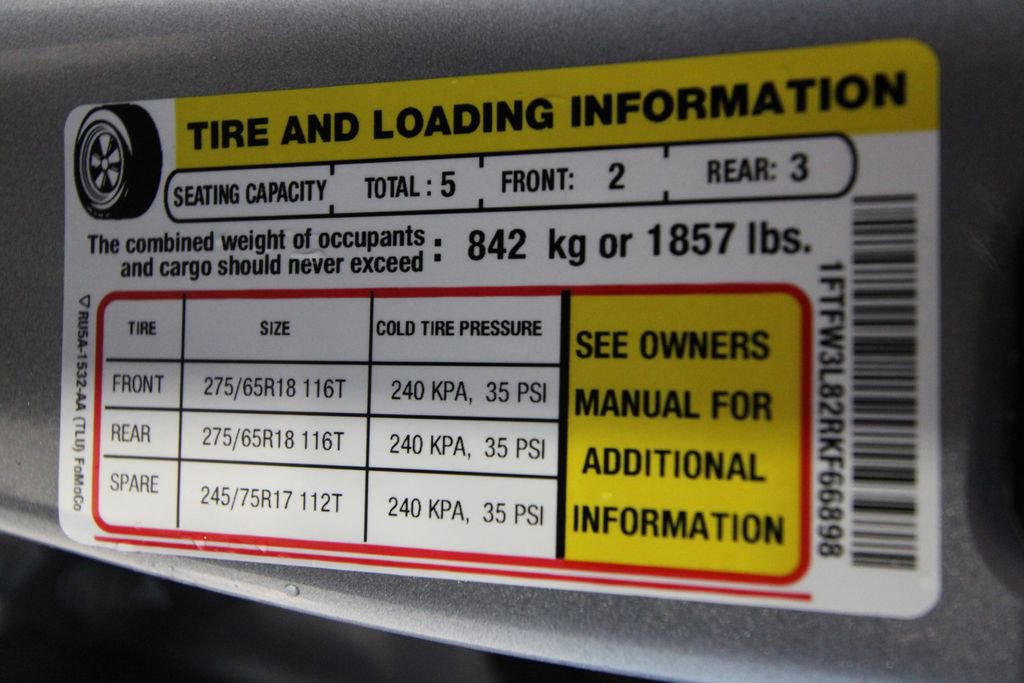 TIRE AND LOADING INFORMATION
SEATING CAPACITY TOTAL : 5 FRONT: 2 REAR: 3
The combined weight of occupants
and cargo should never exceed : 842 kg or 1857 lbs.
TIRE SIZE COLD TIRE PRESSURE
FRONT 275/65R18 116T 240 KPA, 35 PSI
REAR 275/65R18 116T 240 KPA, 35 PSI
SPARE 245/75R17 112T 240 KPA, 35 PSI
SEE OWNERS
MANUAL FOR
ADDITIONAL
INFORMATION
1FTFW3L82RKF66898
RU5A-1532-AA (TLU) FoMoCo